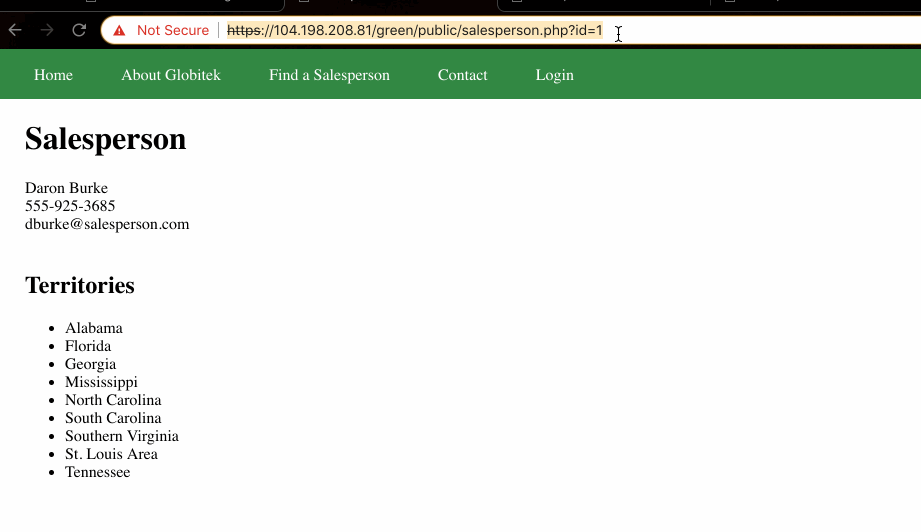 Not Secure https://104.198.208.81/green/public/salesperson.php?id=1
Home About Globitek Find a Salesperson Contact Login
Salesperson
Daron Burke
555-925-3685
dburke@salesperson.com
Territories
• Alabama
• Florida
• Georgia
• Mississippi
• North Carolina
• South Carolina
• Southern Virginia
• St. Louis Area
• Tennessee